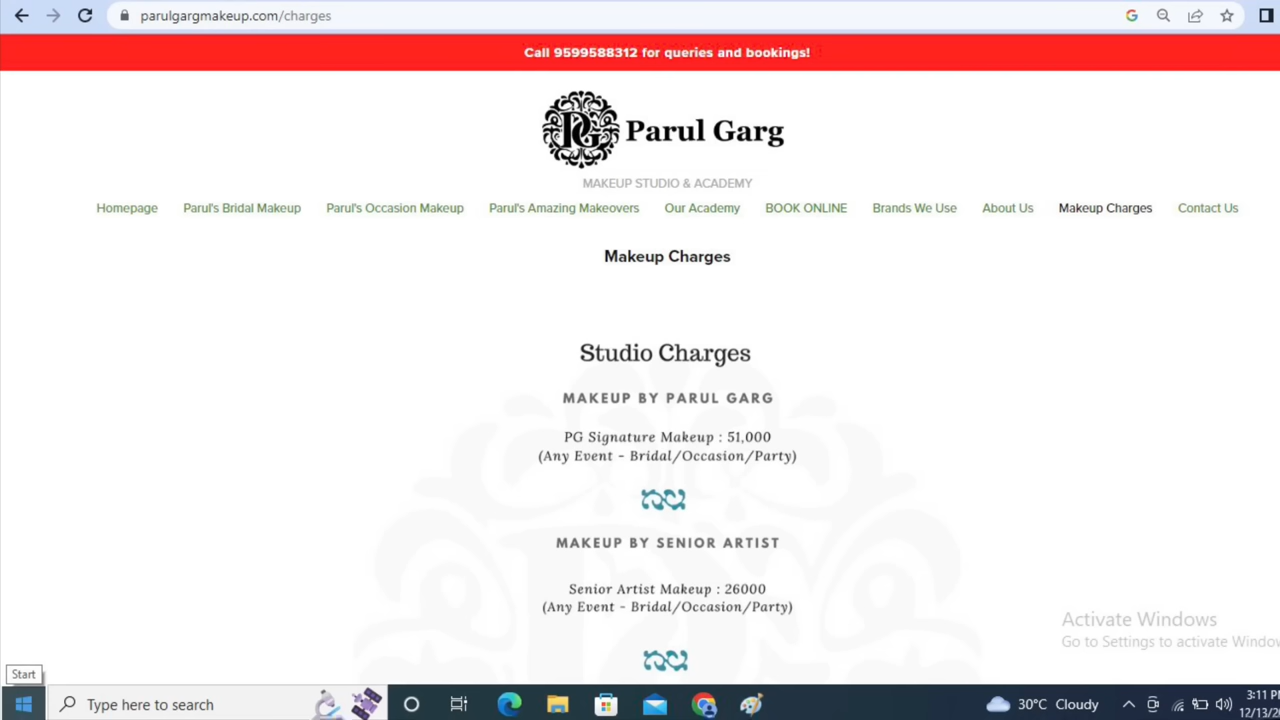 parulgargmakeup.com/charges
Call 9599588312 for queries and bookings!
PG Parul Garg
MAKEUP STUDIO & ACADEMY
Homepage Parul's Bridal Makeup Parul's Occasion Makeup Parul's Amazing Makeovers Our Academy BOOK ONLINE Brands We Use About Us Makeup Charges Contact Us
Makeup Charges
Studio Charges
MAKEUP BY PARUL GARG
PG Signature Makeup : 51,000
(Any Event - Bridal/Occasion/Party)
MAKEUP BY SENIOR ARTIST
Senior Artist Makeup : 26000
(Any Event - Bridal/Occasion/Party)
Activate Windows
Go to Settings to activate Windo
Start
Type here to search
30°C Cloudy
3:11 P
12/13/2